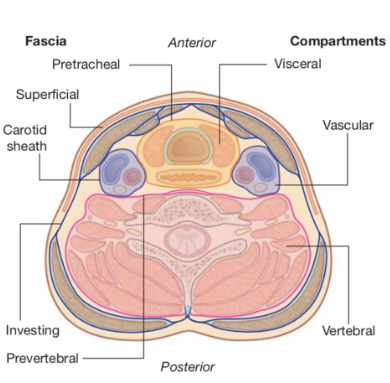 Fascia
Anterior
Compartments
Pretracheal
Visceral
Superficial
Vascular
Carotid
sheath
Investing
Vertebral
Prevertebral
Posterior